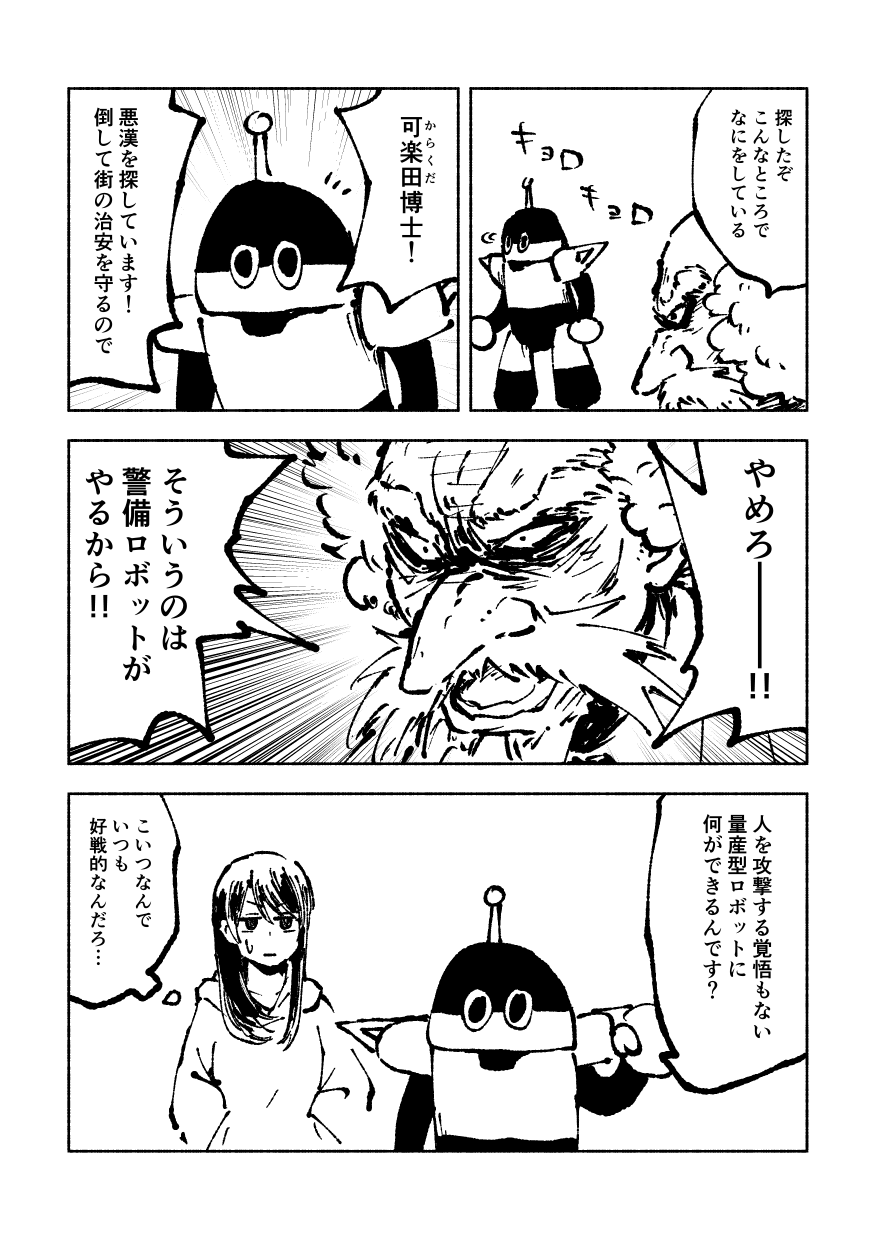 探したぞ
こんなところで
なにをしている
キョロ
キョロ
可楽田博士！
からくだ
悪漢を探しています！
倒して街の治安を守るので
やめろ――!!
そういうのは
警備ロボットが
やるから!!
人を攻撃する覚悟もない
量産型ロボットに
何ができるんです？
こいつなんで
いつも
好戦的なんだろ…